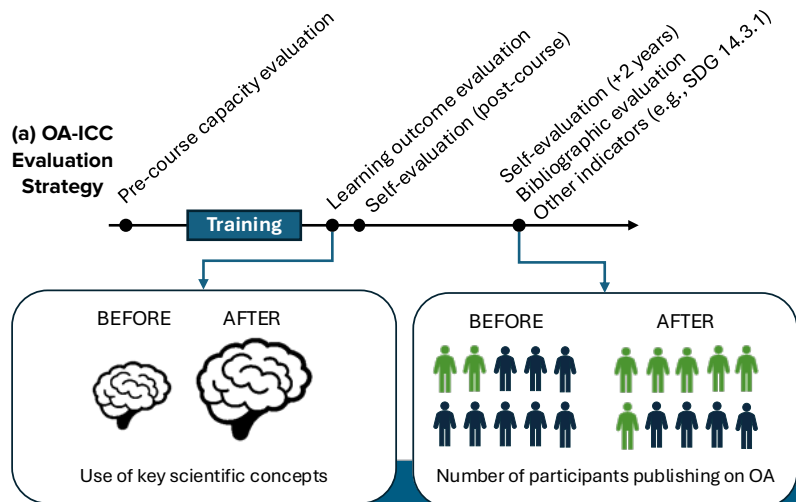 (a) OA-ICC
Evaluation
Strategy
Pre-course capacity evaluation
Training
Learning outcome evaluation
Self-evaluation (post-course)
Self-evaluation (+2 years)
Bibliographic evaluation
Other indicators (e.g., SDG 14.3.1)
BEFORE AFTER
Use of key scientific concepts
BEFORE AFTER
Number of participants publishing on OA